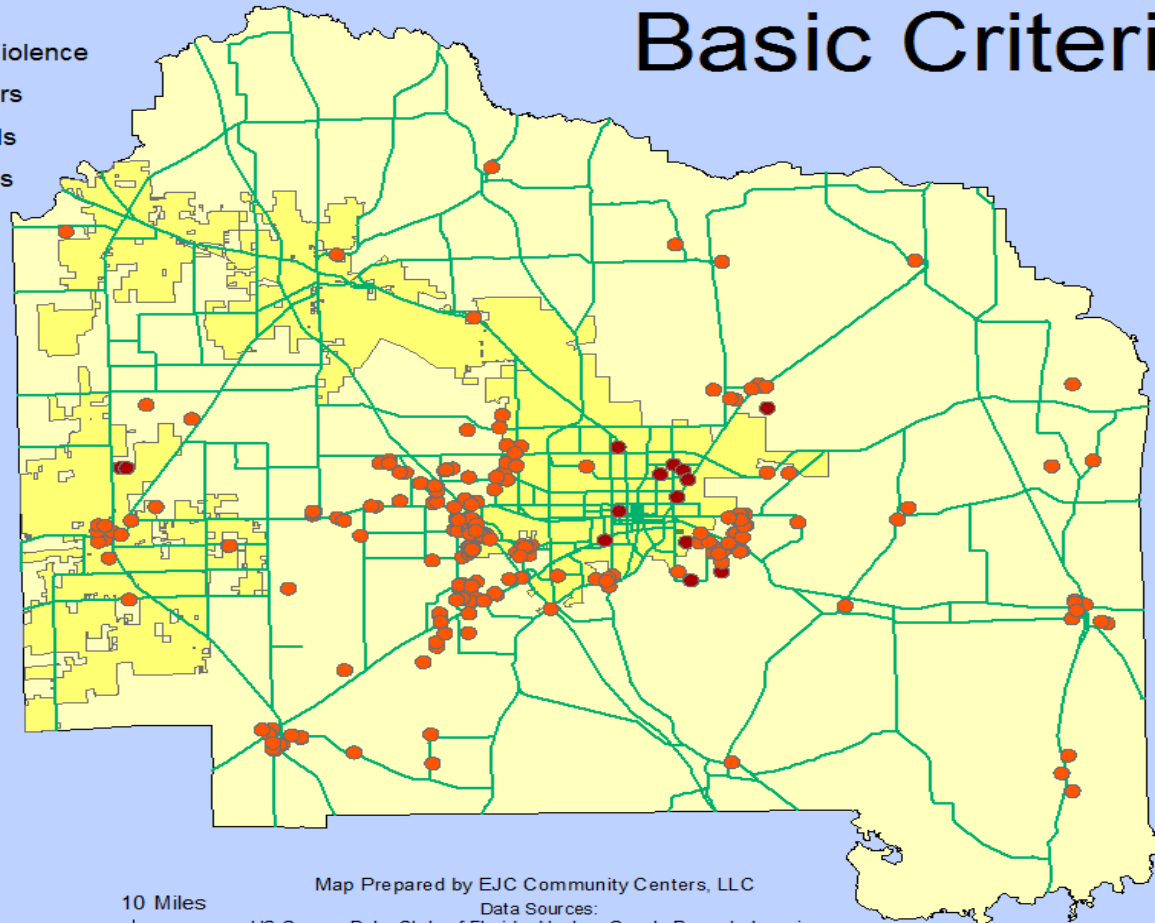 Basic Criteri
iolence
rs
ls
s
10 Miles
Map Prepared by EJC Community Centers, LLC
Data Sources: